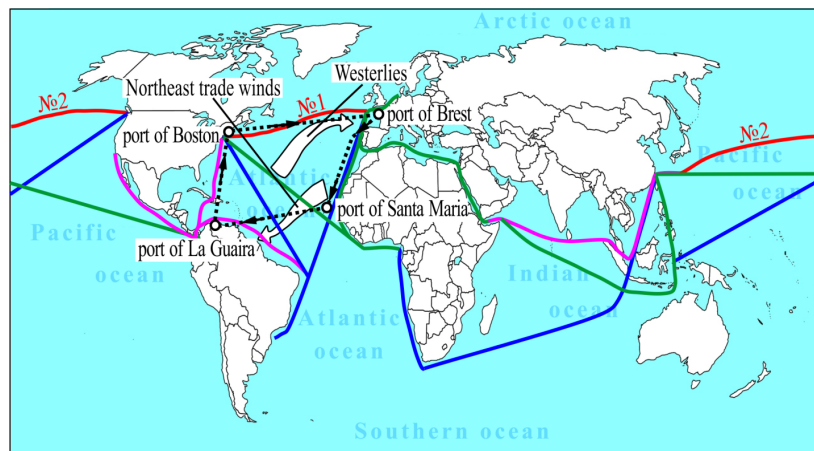 Arctic ocean
Westerlies
Northeast trade winds
№2
№1
port of Boston
port of Brest
№2
Pacific
ocean
Atlantic
ocean
port of Santa Maria
Pacific
ocean
port of La Guaira
Indian
ocean
Atlantic
ocean
Southern ocean